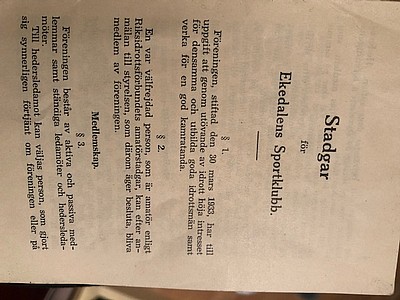 Stadgar
för
Ekedalens Sportklubb.
§ 1.
Föreningen, stiftad den 30 mars 1933, har till
uppgift att genom utövande av idrott höja intresset
för densamma och utbilda goda idrottsmän samt
verka för en god kamratanda.
§ 2.
En var välfrejdad person, som är amatör enligt
Riksidrottsförbundets amatörstadgar, kan efter an-
mälan till styrelsen, som därom äger besluta, bliva
medlem av föreningen.
Medlemskap.
§ 3.
Föreningen består av aktiva och passiva med-
lemmar samt ständiga ledamöter och hedersleda-
möter.
Till hedersledamot kan väljas person, som gjort
sig synnerligen förtjänt om föreningen eller på